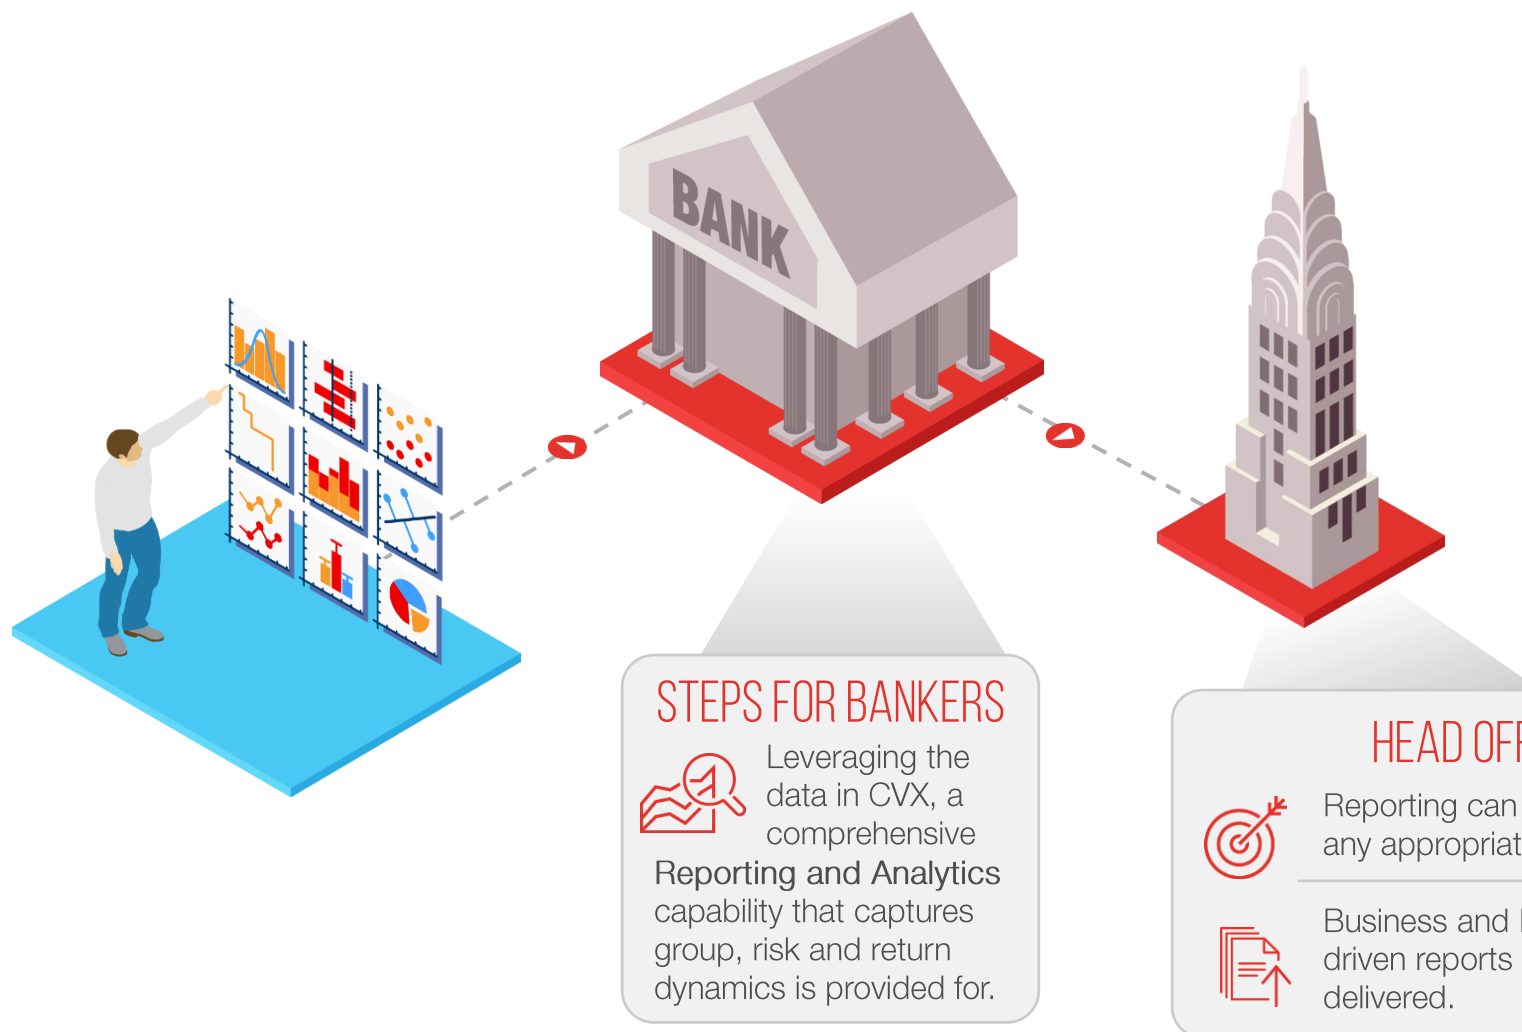 BANK
STEPS FOR BANKERS
Leveraging the
data in CVX, a
comprehensive
Reporting and Analytics
capability that captures
group, risk and return
dynamics is provided for.
HEAD
Reporting can
any
Business and
driven reports
delivered.